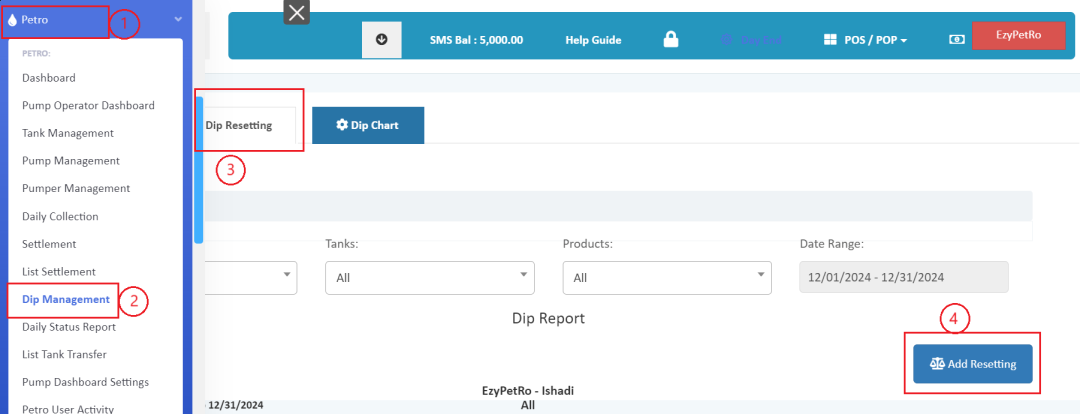 Petro
1
PETRO:
Dashboard
Pump Operator Dashboard
Tank Management
Pump Management
Pumper Management
Daily Collection
Settlement
List Settlement
Dip Management
2
Daily Status Report
List Tank Transfer
Pump Dashboard Settings
Petro User Activity
SMS Bal : 5,000.00
Help Guide
POS / POP
EzyPetRo
Dip Resetting
Dip Chart
3
Tanks:
Products:
Date Range:
All
All
12/01/2024 - 12/31/2024
Dip Report
4
Add Resetting
EzyPetRo - Ishadi
12/31/2024
All